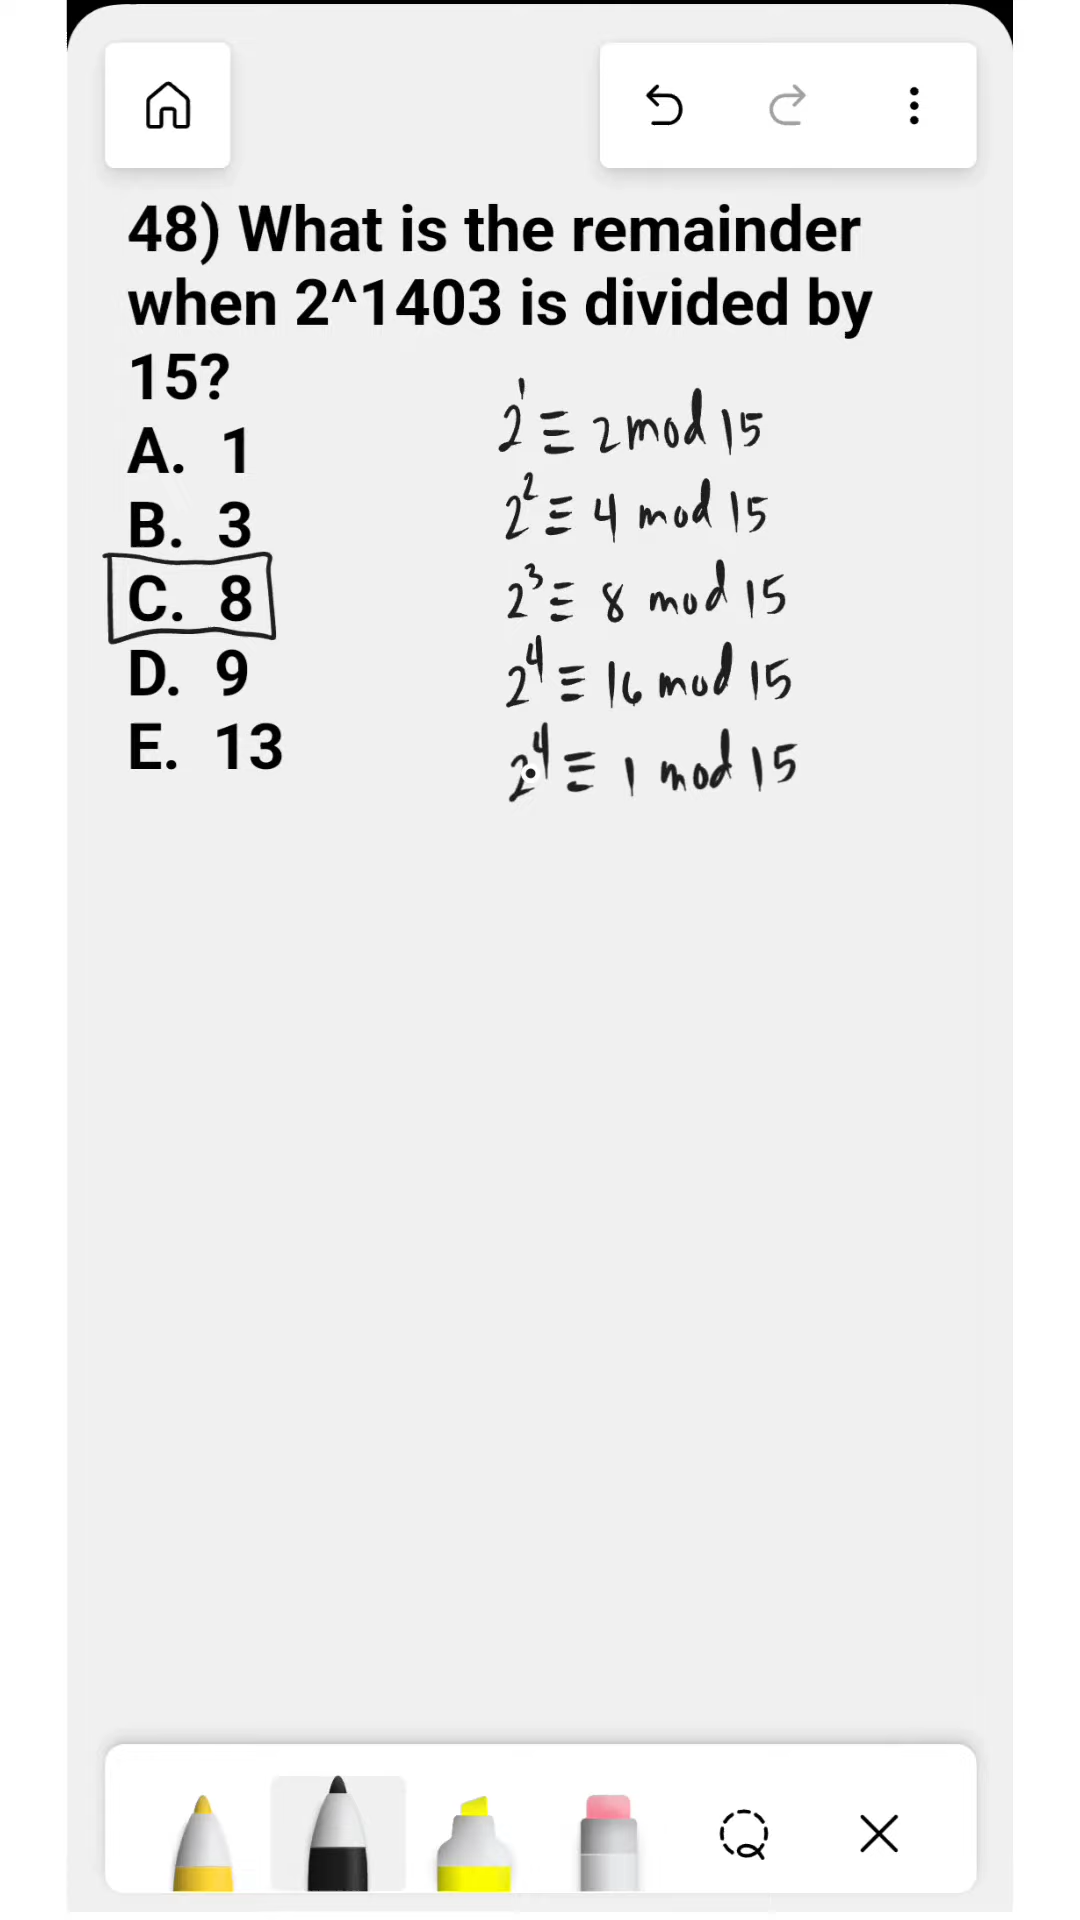 48) What is the remainder
when 2^1403 is divided by
15?
A. 1
B. 3
C. 8
D. 9
E. 13
2¹ ≡ 2 mod 15
2² ≡ 4 mod 15
2³ ≡ 8 mod 15
2⁴ ≡ 16 mod 15
2⁴ ≡ 1 mod 15